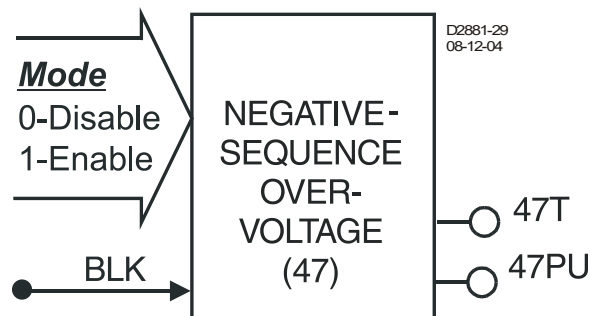 D2881-29
08-12-04
Mode
0-Disable
1-Enable
NEGATIVE-
SEQUENCE
OVER-
VOLTAGE
(47)
47T
BLK
47PU